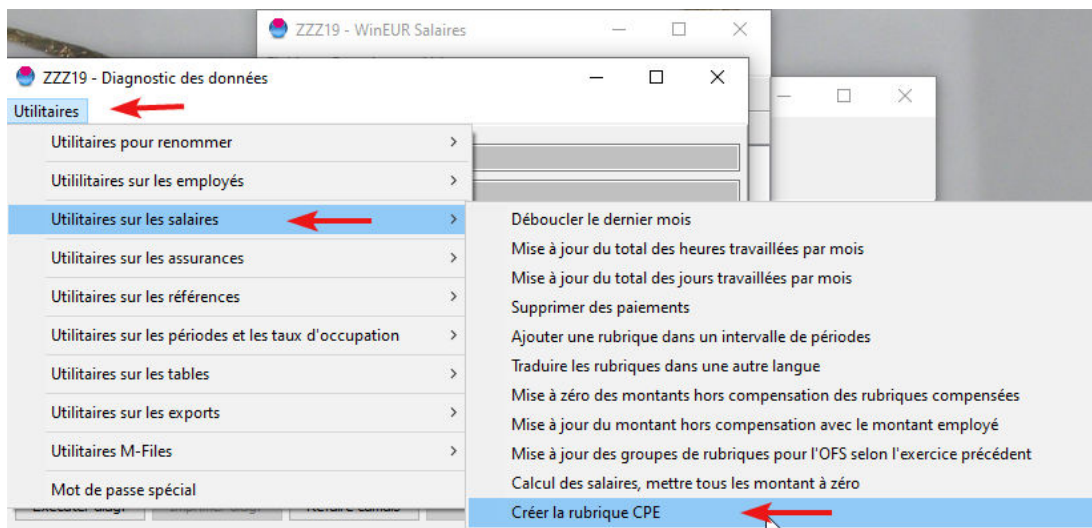 ZZZ19 - WinEUR Salaires
ZZZ19 - Diagnostic des données
Utilitaires
Utilitaires pour renommer
Utililitaires sur les employés
Utilitaires sur les salaires
Déboucler le dernier mois
Mise à jour du total des heures travaillées par mois
Utilitaires sur les assurances
Mise à jour du total des jours travaillées par mois
Utilitaires sur les références
Supprimer des paiements
Utilitaires sur les périodes et les taux d'occupation
Ajouter une rubrique dans un intervalle de périodes
Traduire les rubriques dans une autre langue
Utilitaires sur les tables
Mise à zéro des montants hors compensation des rubriques compensées
Utilitaires sur les exports
Mise à jour du montant hors compensation avec le montant employé
Utilitaires M-Files
Mise à jour des groupes de rubriques pour l'OFS selon l'exercice précédent
Mot de passe spécial
Calcul des salaires, mettre tous les montant à zéro
Créer la rubrique CPE